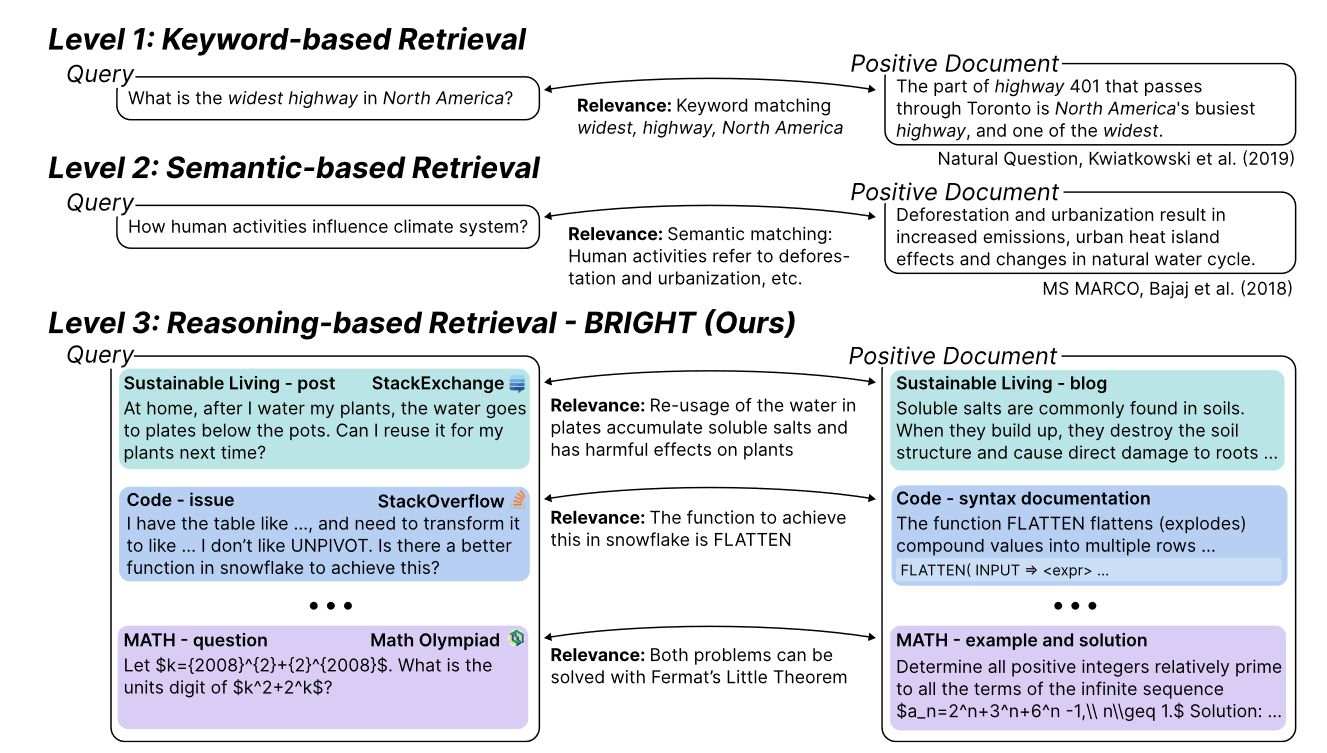 Level 1: Keyword-based Retrieval
Query
What is the widest highway in North America?
Relevance: Keyword matching
widest, highway, North America
Positive Document
The part of highway 401 that passes
through Toronto is North America's busiest
highway, and one of the widest.
Natural Question, Kwiatkowski et al. (2019)
Level 2: Semantic-based Retrieval
Query
How human activities influence climate system?
Relevance: Semantic matching:
Human activities refer to defores-
tation and urbanization, etc.
Positive Document
Deforestation and urbanization result in
increased emissions, urban heat island
effects and changes in natural water cycle.
MS MARCO, Bajaj et al. (2018)
Level 3: Reasoning-based Retrieval - BRIGHT (Ours)
Query
Positive Document
Sustainable Living - post StackExchange
At home, after I water my plants, the water goes
to plates below the pots. Can I reuse it for my
plants next time?
Relevance: Re-usage of the water in
plates accumulate soluble salts and
has harmful effects on plants
Sustainable Living - blog
Soluble salts are commonly found in soils.
When they build up, they destroy the soil
structure and cause direct damage to roots ...
Code - issue StackOverflow
I have the table like ..., and need to transform it
to like ... I don't like UNPIVOT. Is there a better
function in snowflake to achieve this?
Relevance: The function to achieve
this in snowflake is FLATTEN
Code - syntax documentation
The function FLATTEN flattens (explodes)
compound values into multiple rows ...
FLATTEN( INPUT ⇒ <expr> ...
• • •
• • •
MATH - question Math Olympiad
Let $k={2008}^{2}+{2}^{2008}$. What is the
units digit of $k^2+2^k$?
Relevance: Both problems can be
solved with Fermat's Little Theorem
MATH - example and solution
Determine all positive integers relatively prime
to all the terms of the infinite sequence
$a_n=2^n+3^n+6^n -1,\\ n\\geq 1.$ Solution: ...